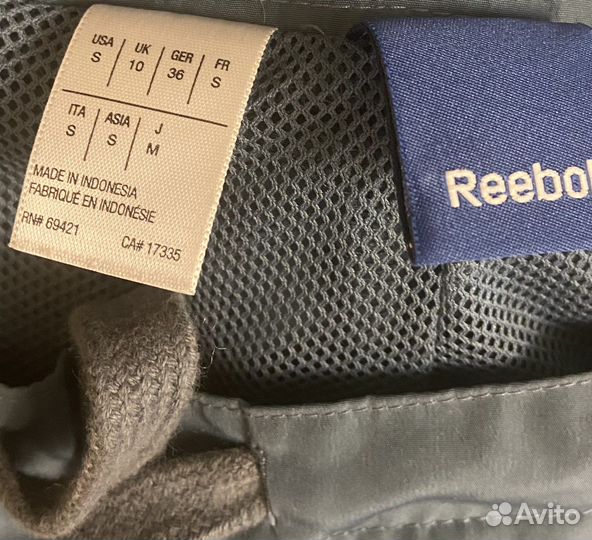 USA UK GER FR
S 10 36 S
ITA ASIA J
S S M
MADE IN INDONESIA
FABRIQUÉ EN INDONÉSIE
RN# 69421 CA# 17335
Reebo
Avito